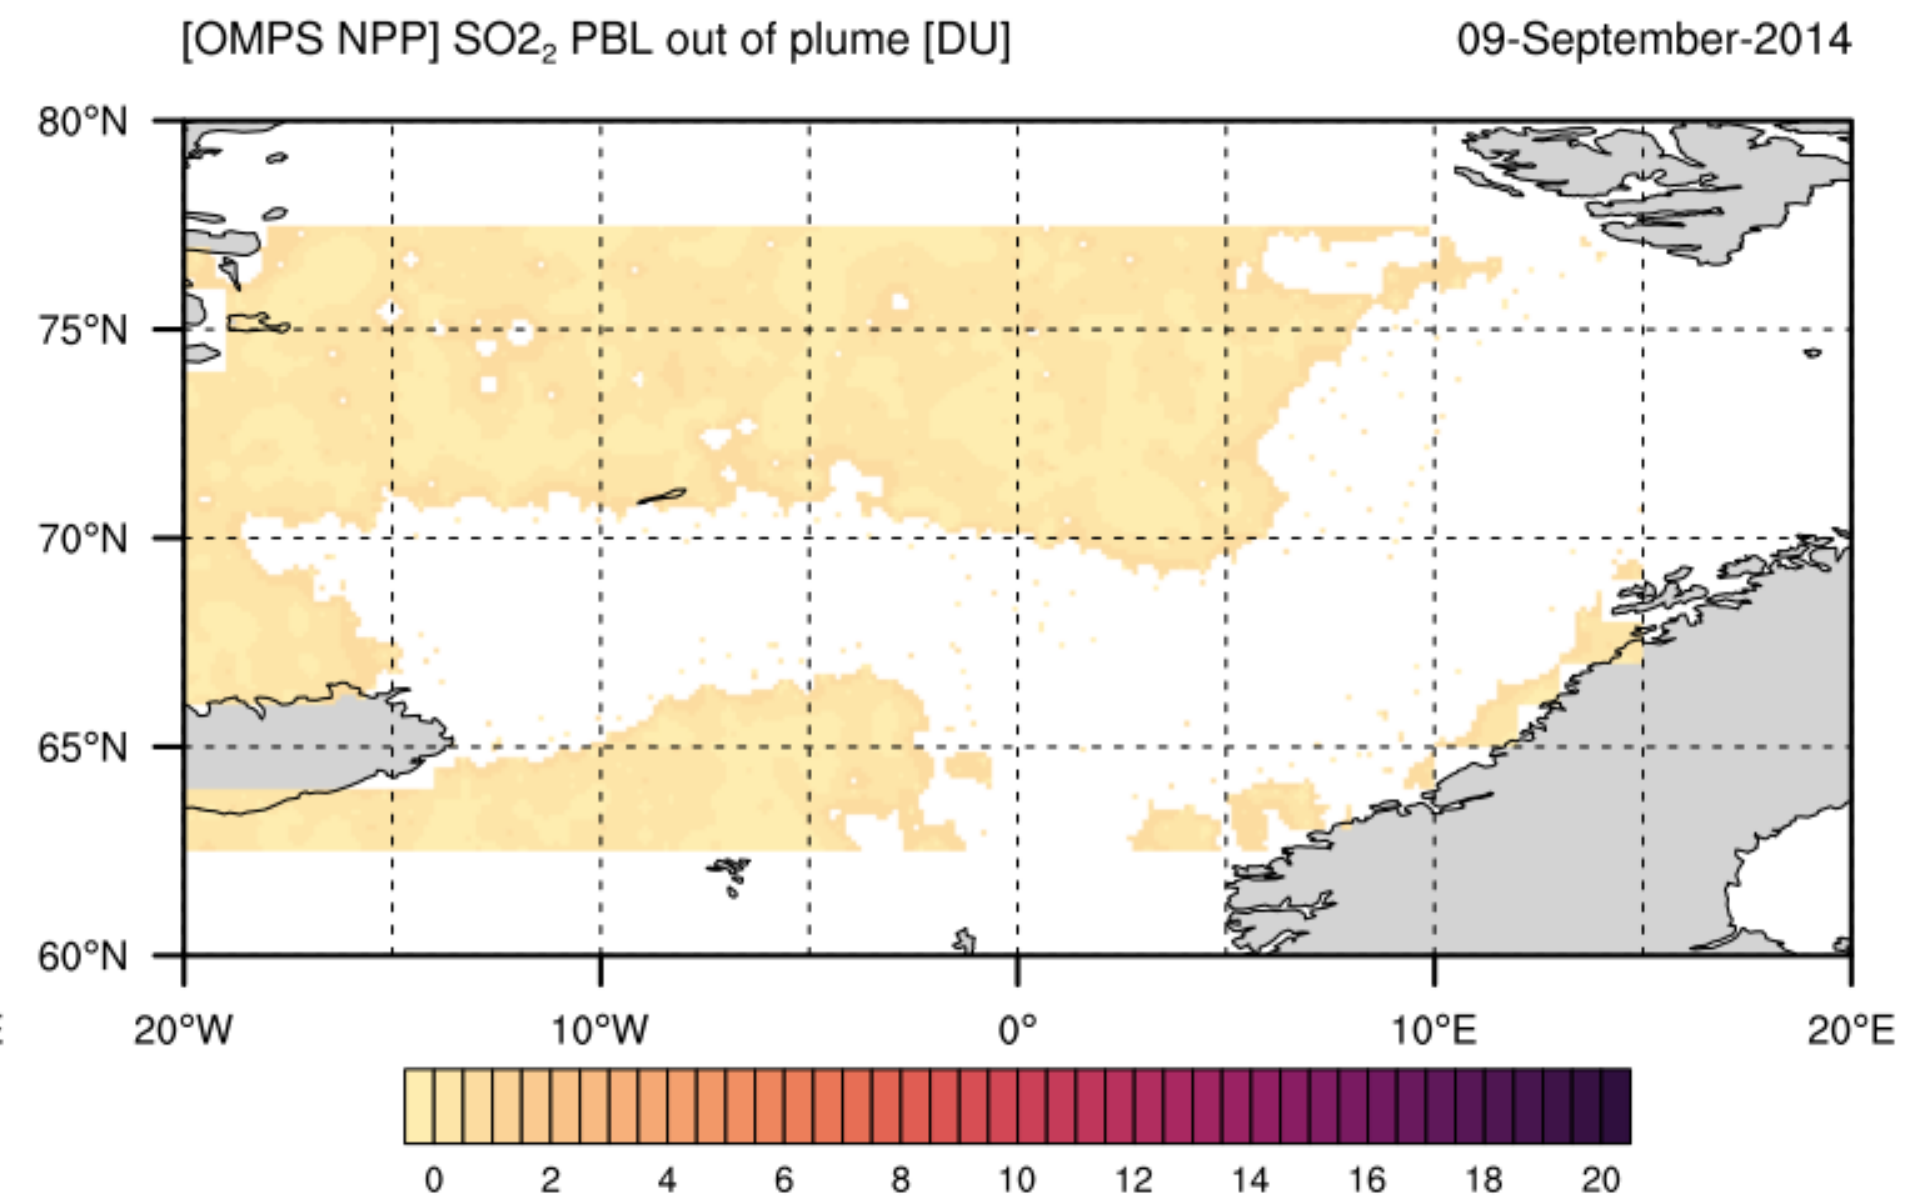 [OMPS NPP] SO2₂ PBL out of plume [DU] 09-September-2014
80°N
75°N
70°N
65°N
60°N
E 20°W 10°W 0° 10°E 20°E
0 2 4 6 8 10 12 14 16 18 20